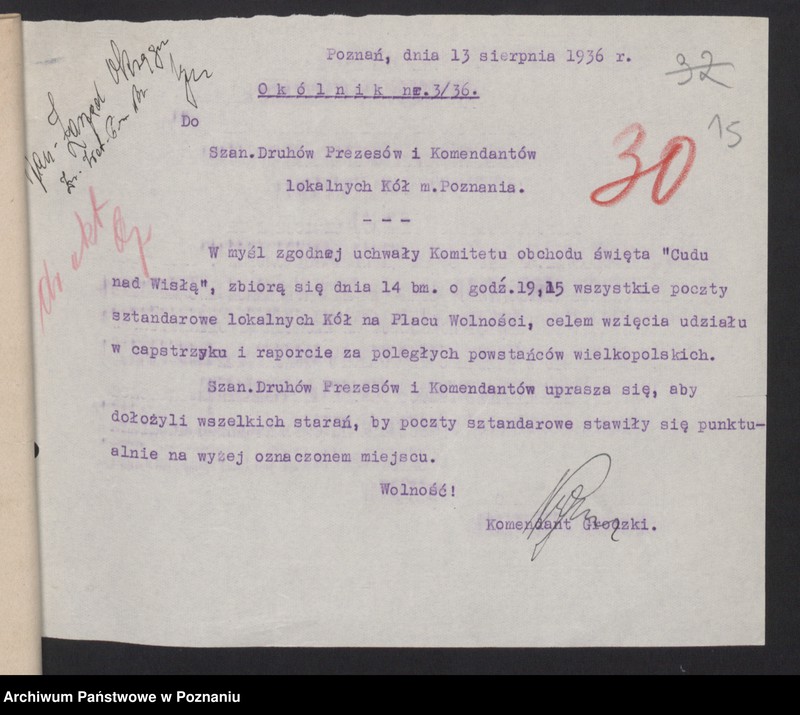 Poznań, dnia 13 sierpnia 1936 r.
32
Okólnik nr.3/36.
15
30
Do
Szan.Druhów Prezesów i Komendantów
lokalnych Kół m.Poznania.
- - -
W myśl zgodnej uchwały Komitetu obchodu święta "Cudu
nad Wisłą", zbiorą się dnia 14 bm. o godź.19,15 wszystkie poczty
sztandarowe lokalnych Kół na Placu Wolności, celem wzięcia udziału
w capstrzyku i raporcie za poległych powstańców wielkopolskich.
Szan.Druhów Prezesów i Komendantów uprasza się, aby
dołożyli wszelkich starań, by poczty sztandarowe stawiły się punktu-
alnie na wyżej oznaczonem miejscu.
Wolność!
Komendant Grodzki.
Archiwum Państwowe w Poznaniu